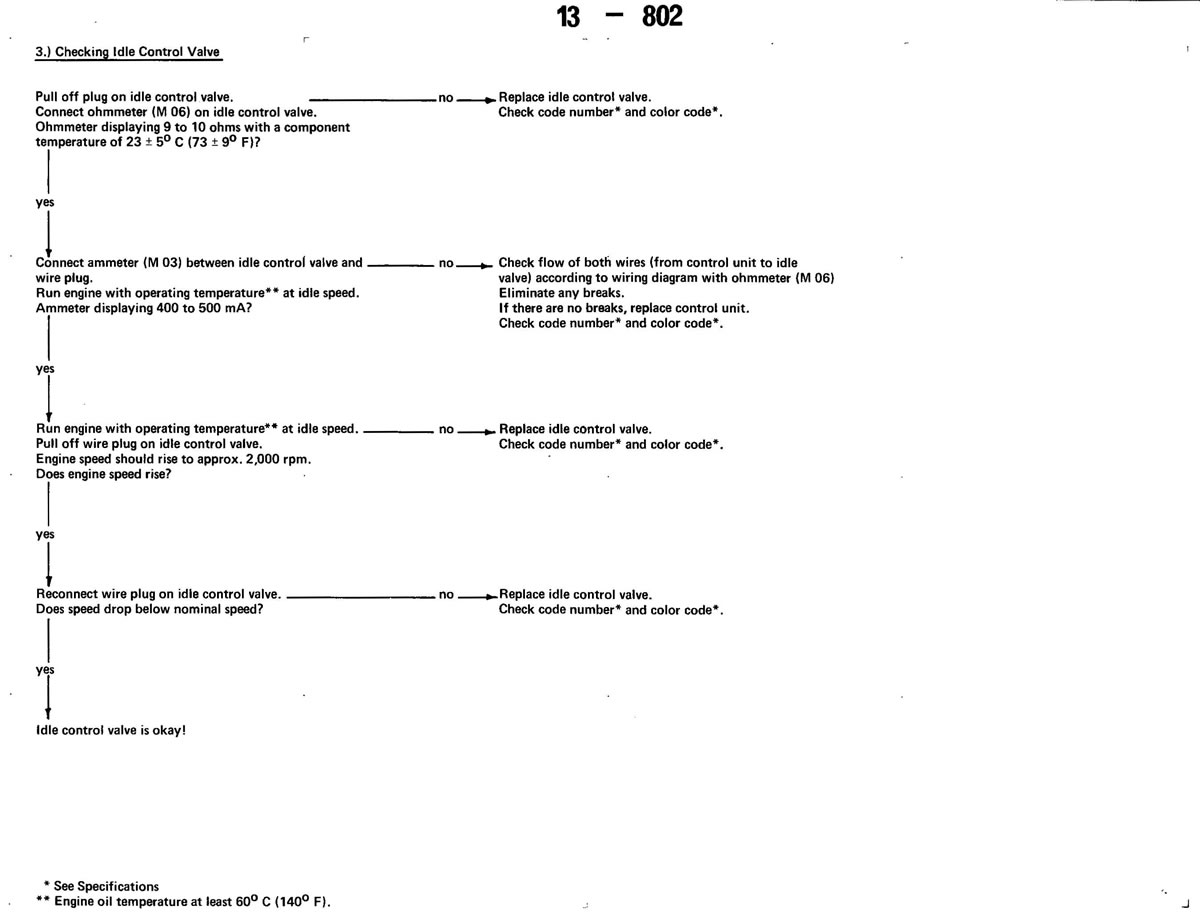 13 – 802
3.) Checking Idle Control Valve
Pull off plug on idle control valve.
Connect ohmmeter (M 06) on idle control valve.
Ohmmeter displaying 9 to 10 ohms with a component
temperature of 23 ± 5⁰ C (73 ± 9⁰ F)?
no
Replace idle control valve.
Check code number* and color code*.
yes
Connect ammeter (M 03) between idle control valve and
wire plug.
Run engine with operating temperature** at idle speed.
Ammeter displaying 400 to 500 mA?
no
Check flow of both wires (from control unit to idle
valve) according to wiring diagram with ohmmeter (M 06)
Eliminate any breaks.
If there are no breaks, replace control unit.
Check code number* and color code*.
yes
Run engine with operating temperature** at idle speed.
Pull off wire plug on idle control valve.
Engine speed should rise to approx. 2,000 rpm.
Does engine speed rise?
no
Replace idle control valve.
Check code number* and color code*.
yes
Reconnect wire plug on idle control valve.
Does speed drop below nominal speed?
no
Replace idle control valve.
Check code number* and color code*.
yes
Idle control valve is okay!
* See Specifications
** Engine oil temperature at least 60⁰ C (140⁰ F).